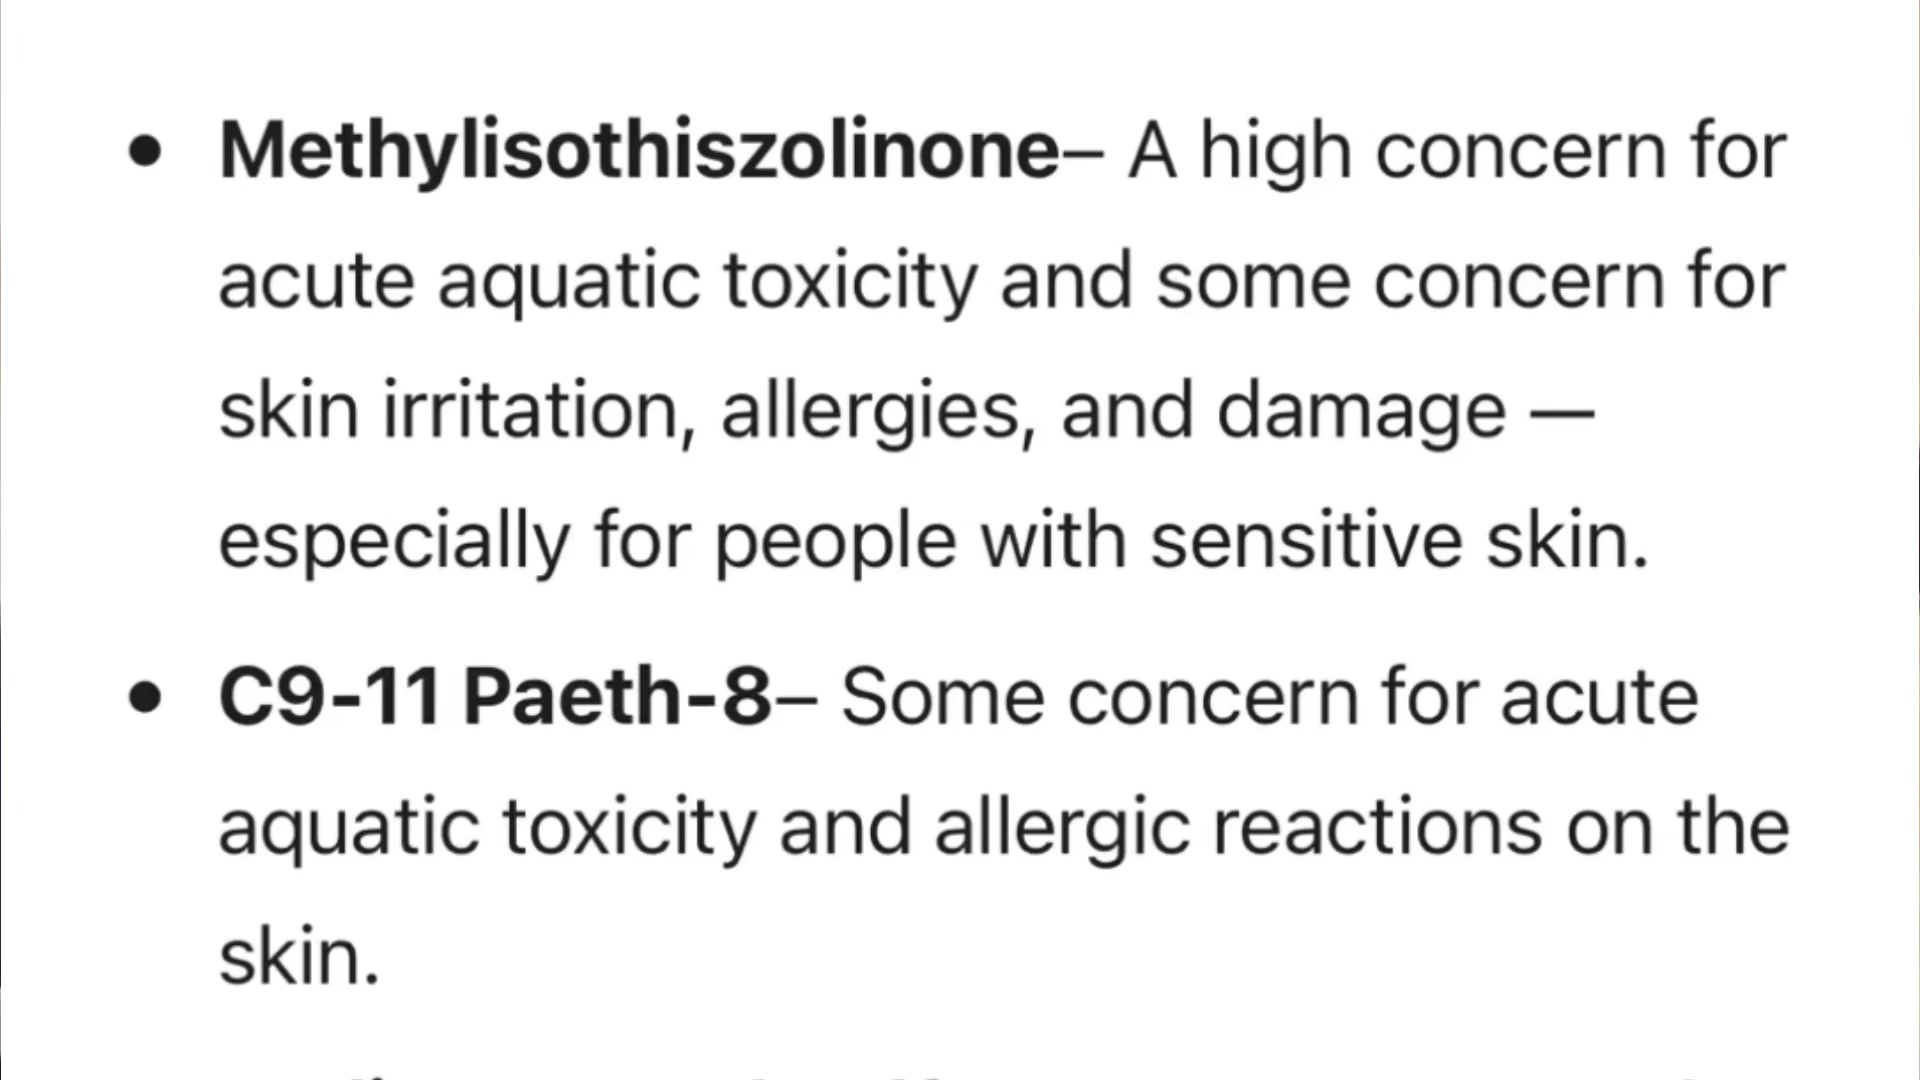 • Methylisothiszolinone– A high concern for
acute aquatic toxicity and some concern for
skin irritation, allergies, and damage —
especially for people with sensitive skin.
• C9-11 Paeth-8– Some concern for acute
aquatic toxicity and allergic reactions on the
skin.